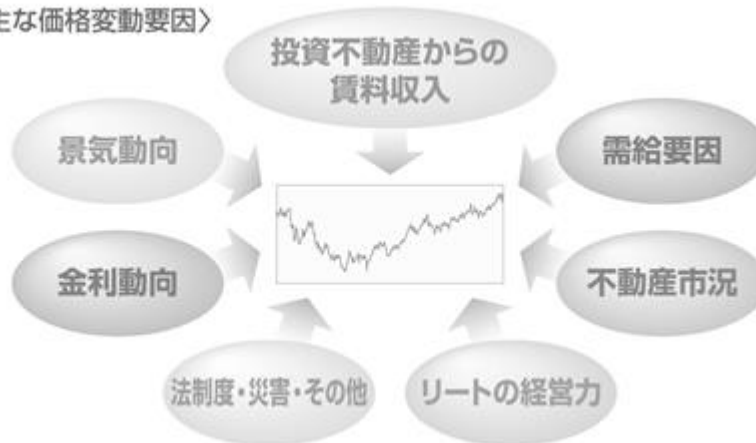 主な価格変動要因〉
投資不動産からの
賃料収入
景気動向
需給要因
金利動向
不動産市況
法制度・災害・その他
リートの経営力